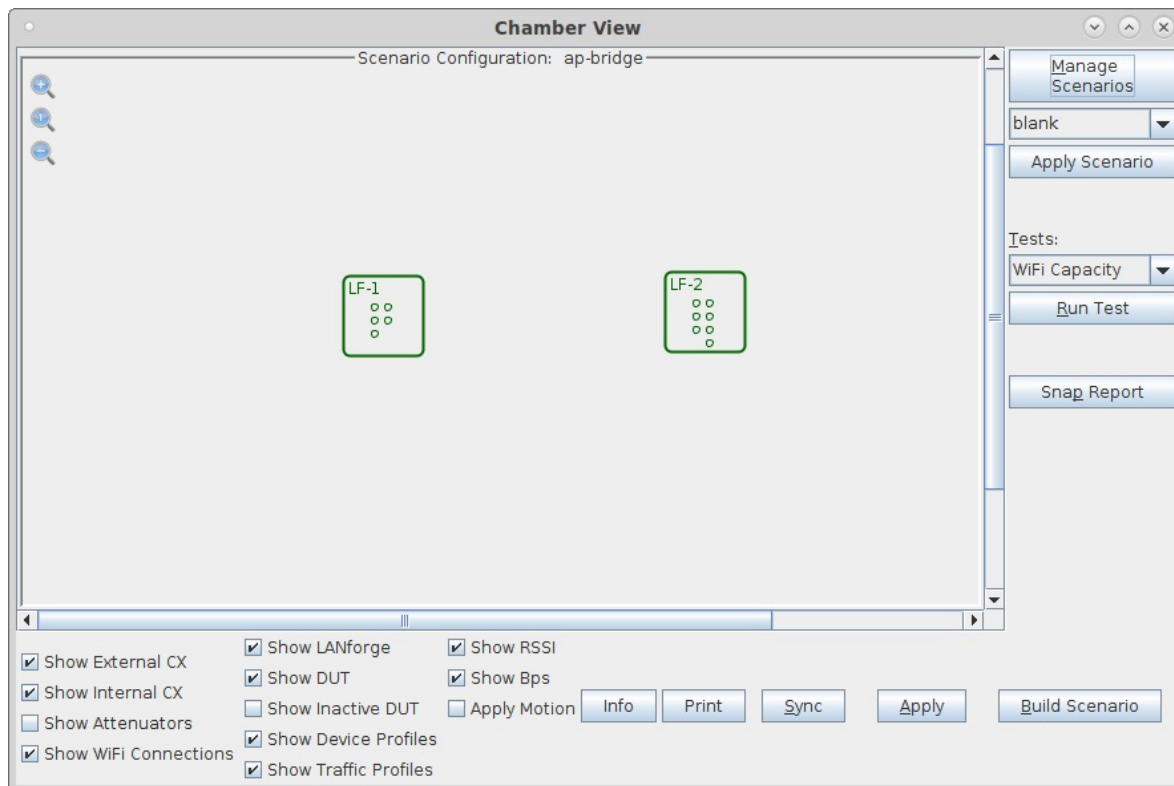 Chamber View
Scenario Configuration: ap-bridge
LF-1
LF-2
Manage
Scenarios
blank
Apply Scenario
Tests:
WiFi Capacity
Run Test
Snap Report
Show External CX
Show Internal CX
Show Attenuators
Show WiFi Connections
Show LANforge
Show DUT
Show Inactive DUT
Show Device Profiles
Show Traffic Profiles
Show RSSI
Show Bps
Apply Motion
Info
Print
Sync
Apply
Build Scenario